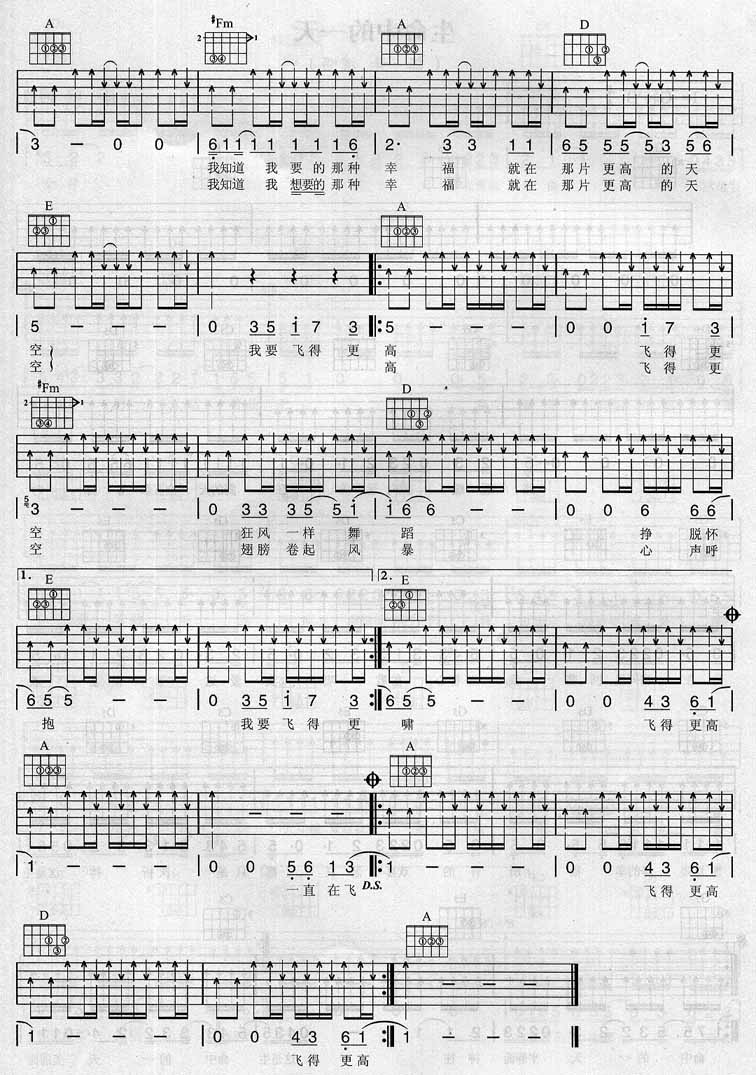 A #Fm A D
3 — 0 0 | 6 1 1 1 1 1 1 1 6 | 2· 3 3 1 1 | 6 5 5 5 5 3 5 6
我知道 我 要的那种 幸 福 就在 那片更高 的天
我知道 我 想要的那种 幸 福 就在 那片更高 的天
E A
5 — — — | 0 3 5 1 7 3 | 5 — — — | 0 0 1 7 3
空 我要飞得 更 高 飞得 更
空 高 飞得 更
#Fm D
3 — — — | 0 3 3 3 5 5 1 | 1 6 6 — — — | 0 0 6 6 6
空 狂风一样 舞 蹈 挣 脱怀
空 翅膀卷起 风 暴 心 声呼
1. E 2. E
6 5 5 — — — | 0 3 5 1 7 3 | 6 5 5 — — — | 0 0 4 3 6 1
抱 我要飞得 更 啸 飞得 更高
A A
1 — — — | 0 0 5 6 1 3 | 1 — — — | 0 0 4 3 6 1
一直在飞 D.S. 飞得 更高
D A
1 — — — | 0 0 4 3 6 1 | 1 — — —
飞得 更高